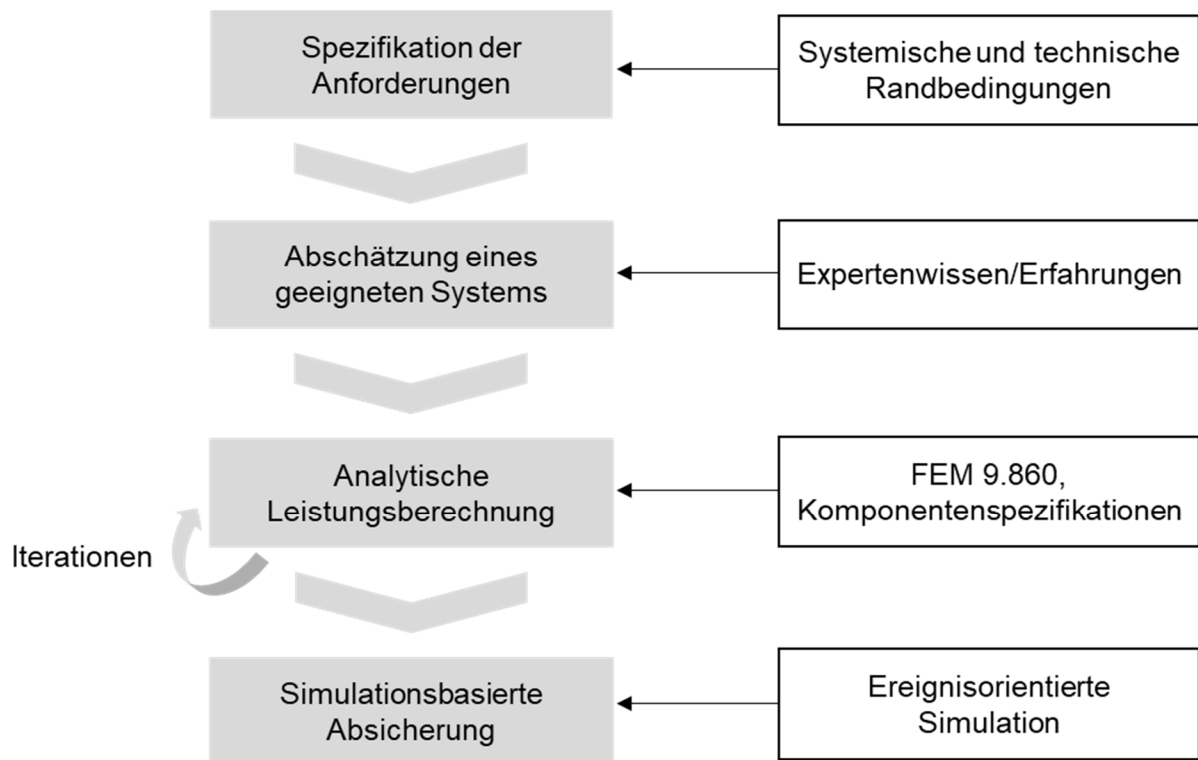 Spezifikation der
Anforderungen
Systemische und technische
Randbedingungen
Abschätzung eines
geeigneten Systems
Expertenwissen/Erfahrungen
Analytische
Leistungsberechnung
FEM 9.860,
Komponentenspezifikationen
Iterationen
Simulationsbasierte
Absicherung
Ereignisorientierte
Simulation